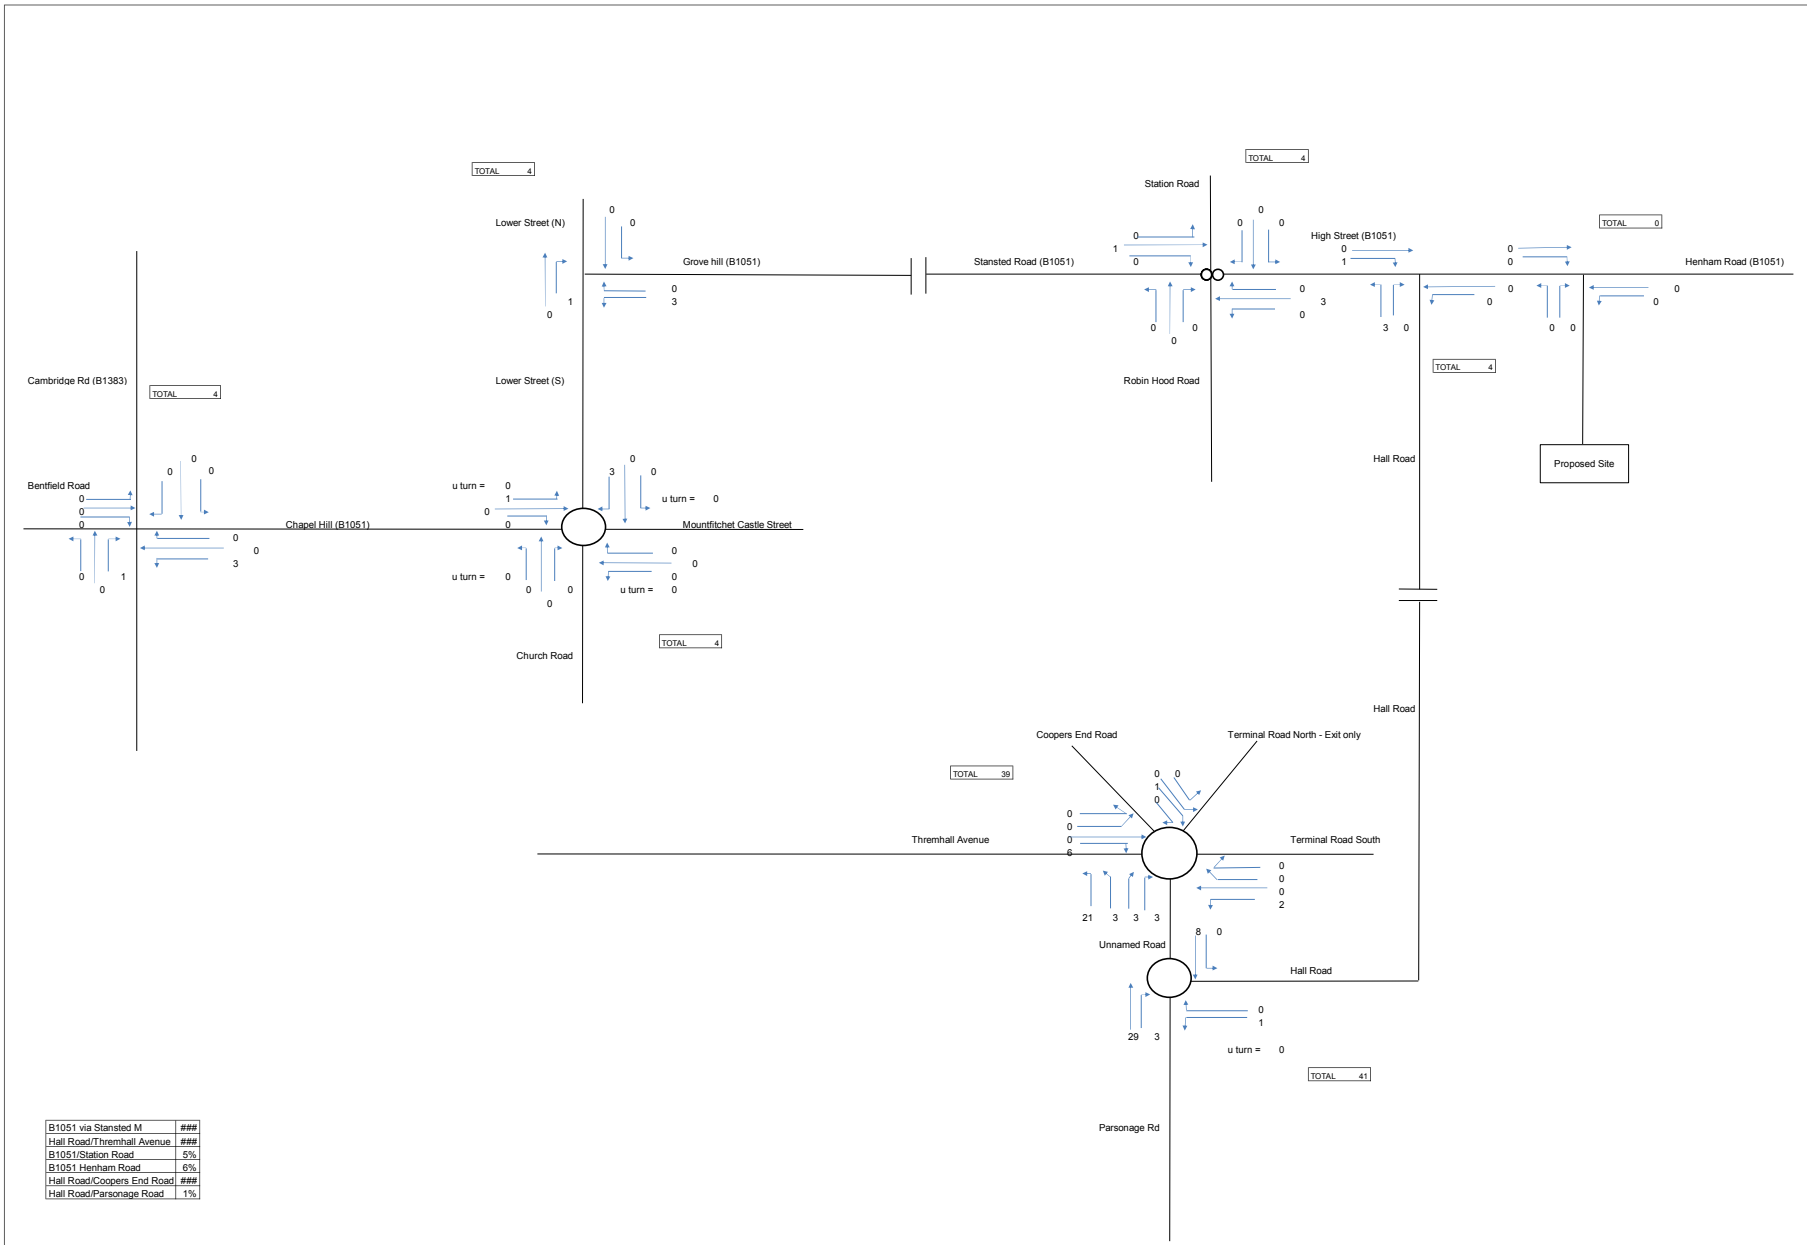 TOTAL 4
TOTAL 4
Station Road
Lower Street (N)
0
0
0
0
0
High Street (B1051)
TOTAL 0
0
1
0
Grove hill (B1051)
Stansted Road (B1051)
0
1
0
0
Henham Road (B1051)
1
0
0
3
0
0
0
0
3
0
3 0
0
0
0 0
0
0
Cambridge Rd (B1383)
TOTAL 4
Lower Street (S)
Robin Hood Road
TOTAL 4
Hall Road
Proposed Site
Bentfield Road
0
0
0
0
0
0
u turn = 0
1
0
0
3
0
0
u turn = 0
Chapel Hill (B1051)
Mountfitchet Castle Street
0
0
3
0
0
1
u turn = 0
0
0
0
0
0
0
u turn = 0
Church Road
TOTAL 4
Hall Road
Coopers End Road
Terminal Road North - Exit only
TOTAL 39
0 0
1
0
0
0
0
6
Thremhall Avenue
Terminal Road South
0
0
0
2
21 3 3 3
Unnamed Road
8 0
Hall Road
0
1
29 3
u turn = 0
TOTAL 41
Parsonage Rd
B1051 via Stansted M ###
Hall Road/Thremhall Avenue ###
B1051/Station Road 5%
B1051 Henham Road 6%
Hall Road/Coopers End Road ###
Hall Road/Parsonage Road 1%